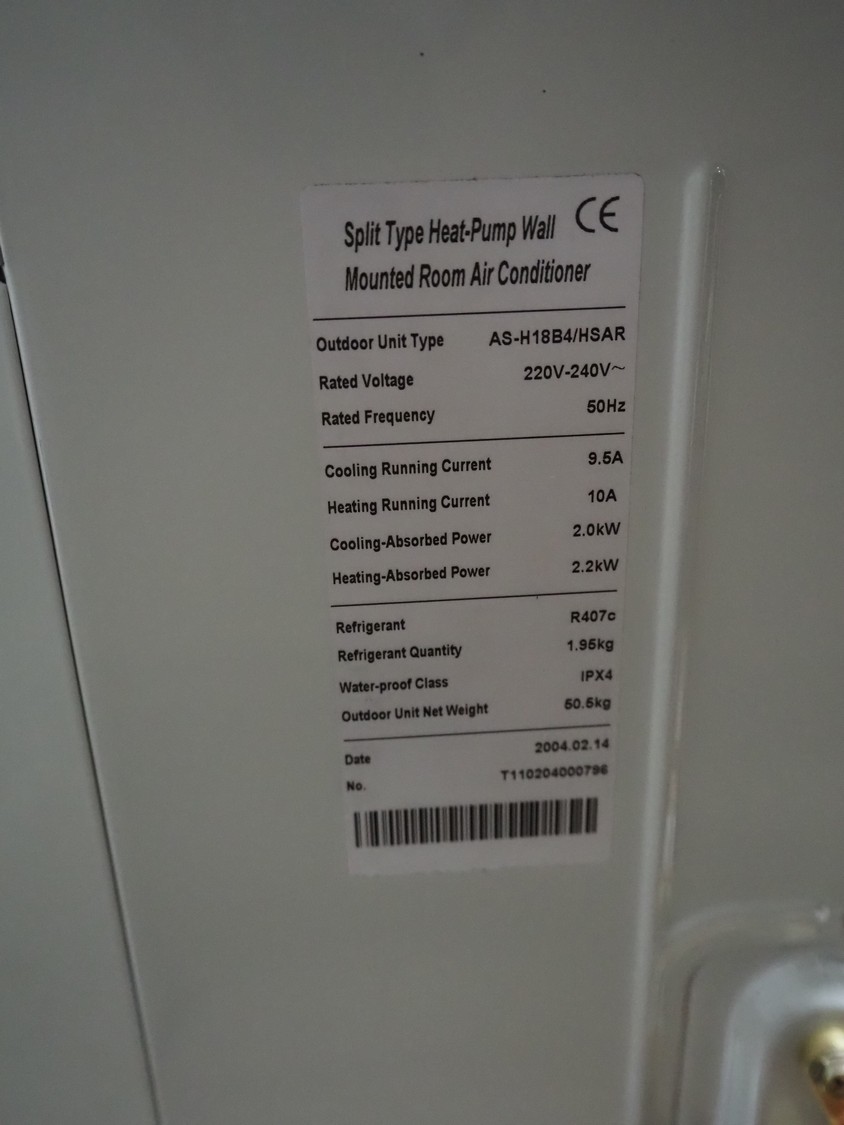 Split Type Heat-Pump Wall CE
Mounted Room Air Conditioner
Outdoor Unit Type AS-H18B4/HSAR
Rated Voltage 220V-240V~
Rated Frequency 50Hz
Cooling Running Current 9.5A
Heating Running Current 10A
Cooling-Absorbed Power 2.0kW
Heating-Absorbed Power 2.2kW
Refrigerant R407c
Refrigerant Quantity 1.95kg
Water-proof Class IPX4
Outdoor Unit Net Weight 50.5kg
Date 2004.02.14
No. T110204000796